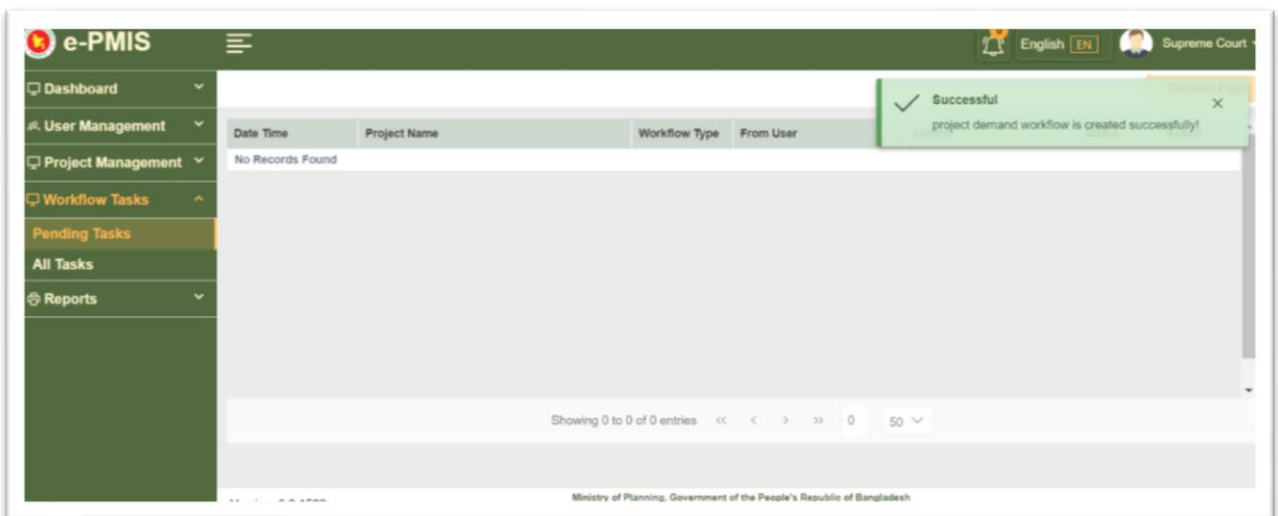 e-PMIS
English EN
Supreme Court
Dashboard
User Management
Project Management
Workflow Tasks
Pending Tasks
All Tasks
Reports
Demand Page
Successful
project demand workflow is created successfully!
Date Time Project Name Workflow Type From User
No Records Found
Showing 0 to 0 of 0 entries << < > >> 0 50
Ministry of Planning, Government of the People's Republic of Bangladesh